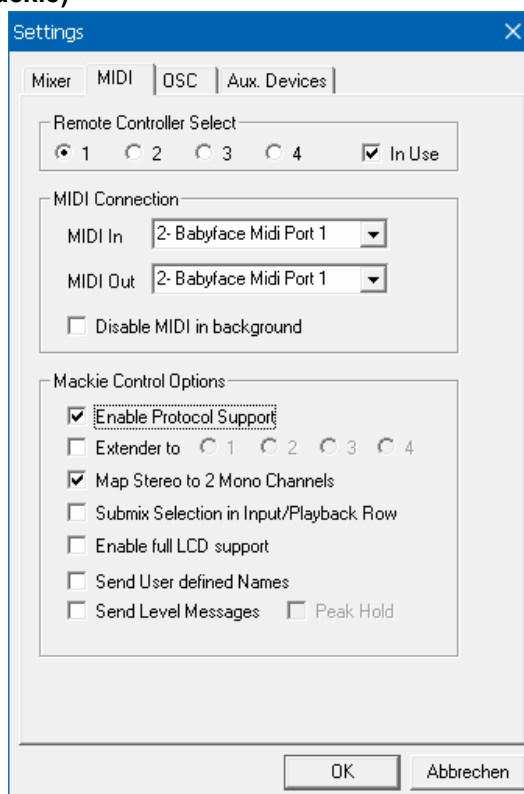 Settings
Mixer MIDI OSC Aux. Devices
Remote Controller Select
1 2 3 4 In Use
MIDI Connection
MIDI In 2- Babyface Midi Port 1
MIDI Out 2- Babyface Midi Port 1
Disable MIDI in background
Mackie Control Options
Enable Protocol Support
Extender to 1 2 3 4
Map Stereo to 2 Mono Channels
Submix Selection in Input/Playback Row
Enable full LCD support
Send User defined Names
Send Level Messages Peak Hold
OK Abbrechen